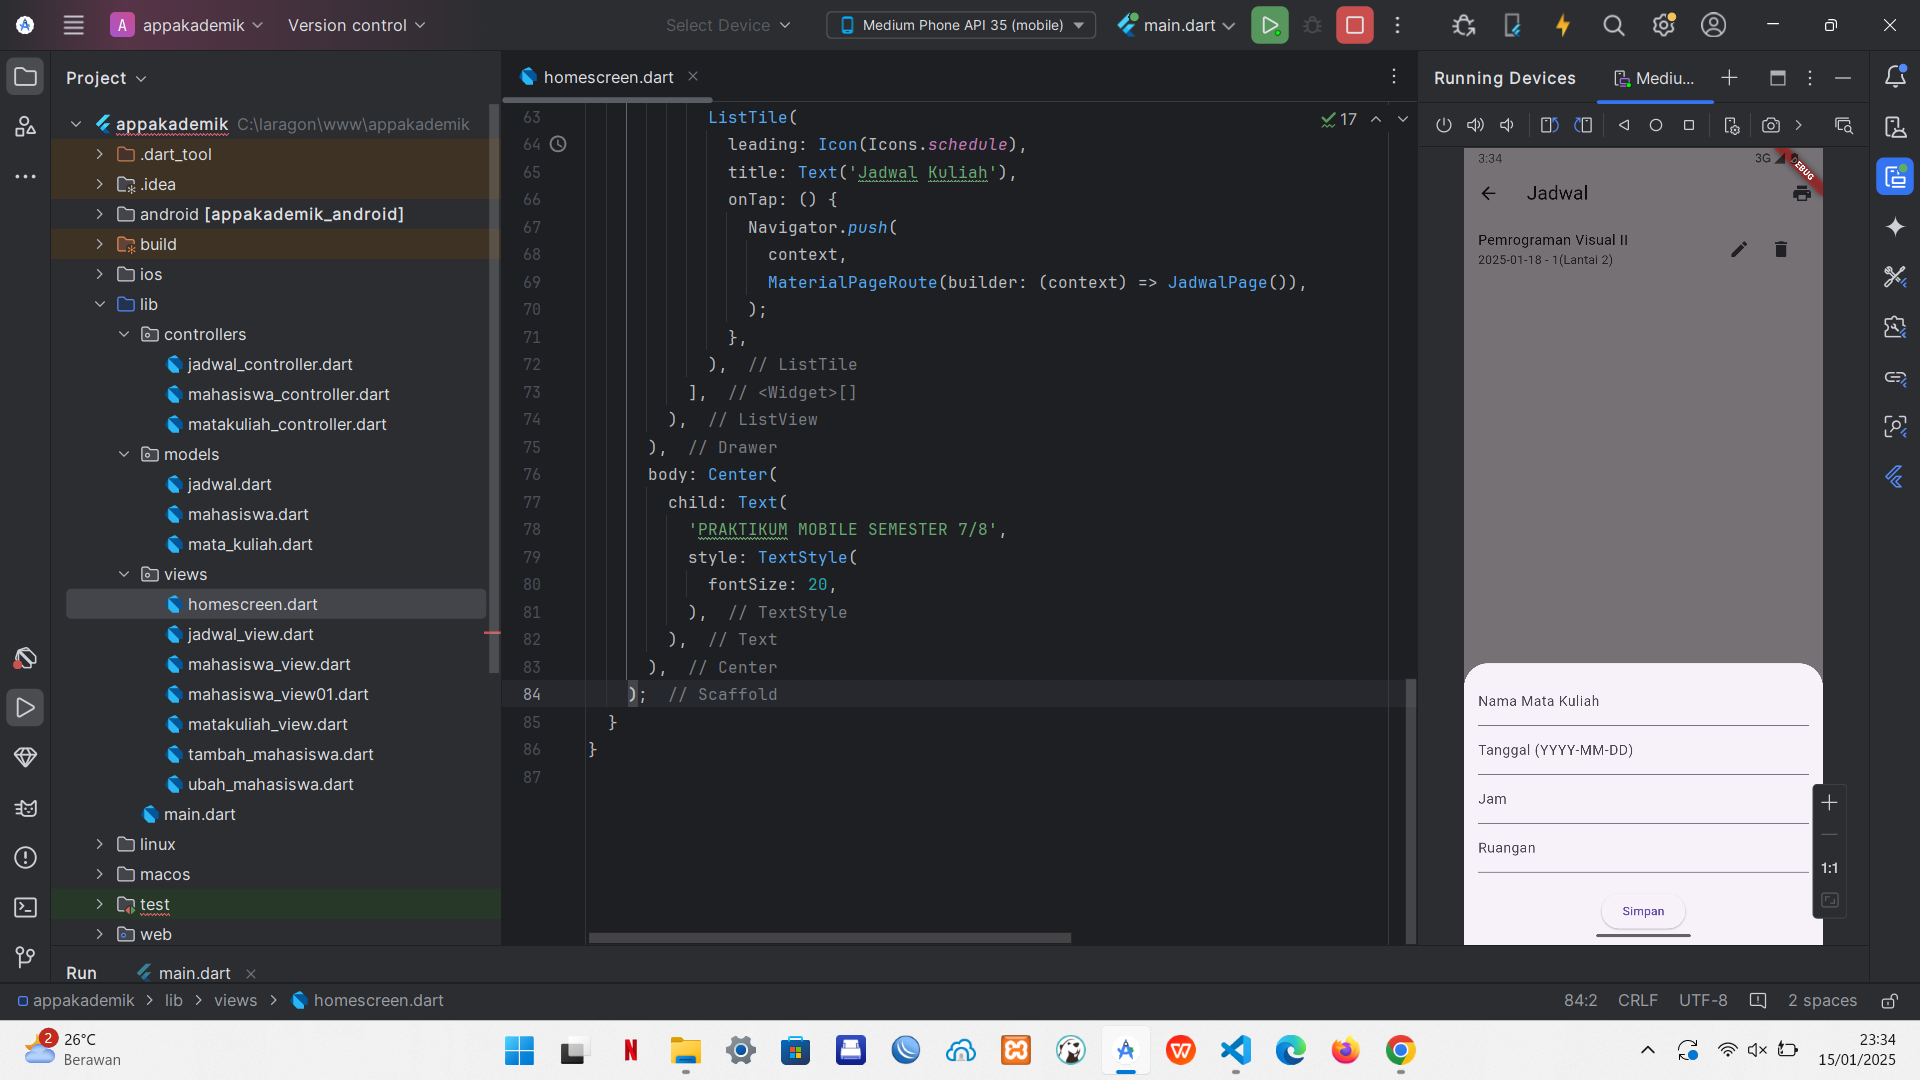 A
appakademik
Version control
Select Device
Medium Phone API 35 (mobile)
main.dart
Project
appakademik C:\laragon\www\appakademik
.dart_tool
.idea
android [appakademik_android]
build
ios
lib
controllers
jadwal_controller.dart
mahasiswa_controller.dart
matakuliah_controller.dart
models
jadwal.dart
mahasiswa.dart
mata_kuliah.dart
views
homescreen.dart
jadwal_view.dart
mahasiswa_view.dart
mahasiswa_view01.dart
matakuliah_view.dart
tambah_mahasiswa.dart
ubah_mahasiswa.dart
main.dart
linux
macos
test
web
homescreen.dart
17
63 ListTile(
64 leading: Icon(Icons.schedule),
65 title: Text('Jadwal Kuliah'),
66 onTap: () {
67 Navigator.push(
68 context,
69 MaterialPageRoute(builder: (context) => JadwalPage()),
70 );
71 },
72 ), // ListTile
73 ], // <Widget>[]
74 ), // ListView
75 ), // Drawer
76 body: Center(
77 child: Text(
78 'PRAKTIKUM MOBILE SEMESTER 7/8',
79 style: TextStyle(
80 fontSize: 20,
81 ), // TextStyle
82 ), // Text
83 ), // Center
84 ); // Scaffold
85 }
86 }
87
Running Devices
Mediu...
3:34
3G
DEBUG
Jadwal
Pemrograman Visual II
2025-01-18 - 1(Lantai 2)
Nama Mata Kuliah
Tanggal (YYYY-MM-DD)
Jam
Ruangan
Simpan
1:1
Run
main.dart
appakademik > lib > views > homescreen.dart
84:2 CRLF UTF-8 2 spaces
2
26°C
Berawan
N
W
23:34
15/01/2025